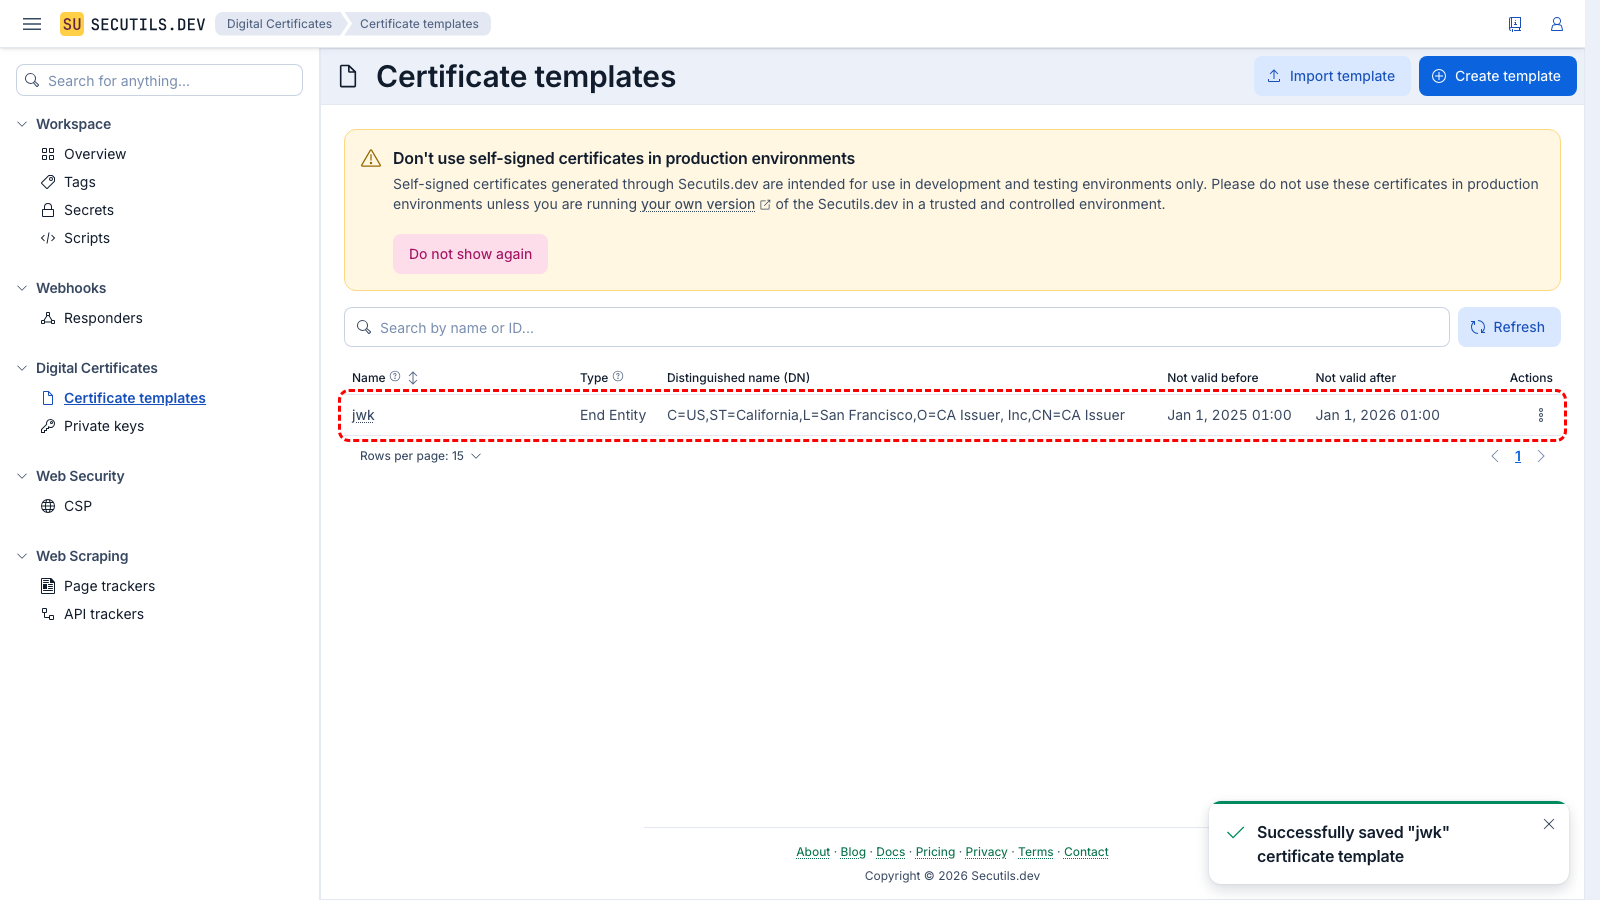 SU SECUTILS.DEV
Digital Certificates
Certificate templates
Search for anything...
Workspace
Overview
Tags
Secrets
Scripts
Webhooks
Responders
Digital Certificates
Certificate templates
Private keys
Web Security
CSP
Web Scraping
Page trackers
API trackers
Certificate templates
Import template
Create template
Don't use self-signed certificates in production environments
Self-signed certificates generated through Secutils.dev are intended for use in development and testing environments only. Please do not use these certificates in production
environments unless you are running your own version of the Secutils.dev in a trusted and controlled environment.
Do not show again
Search by name or ID...
Refresh
Name Type Distinguished name (DN) Not valid before Not valid after Actions
jwk End Entity C=US,ST=California,L=San Francisco,O=CA Issuer, Inc,CN=CA Issuer Jan 1, 2025 01:00 Jan 1, 2026 01:00
Rows per page: 15
1
About · Blog · Docs · Pricing · Privacy · Terms · Contact
Copyright © 2026 Secutils.dev
Successfully saved "jwk"
certificate template